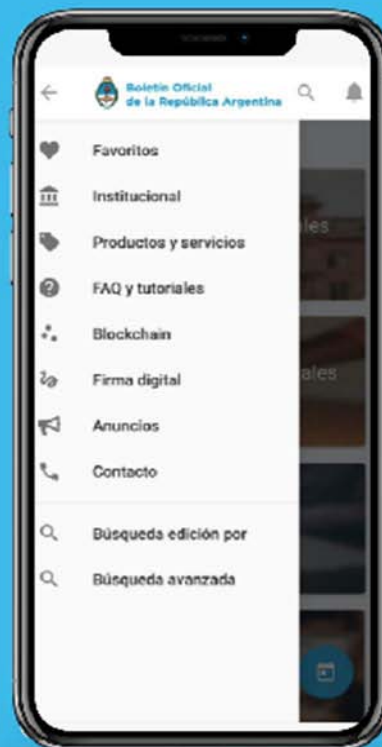 Boletín Oficial
de la República Argentina
Favoritos
Institucional
Productos y servicios
FAQ y tutoriales
Blockchain
Firma digital
Anuncios
Contacto
Búsqueda edición por
Búsqueda avanzada